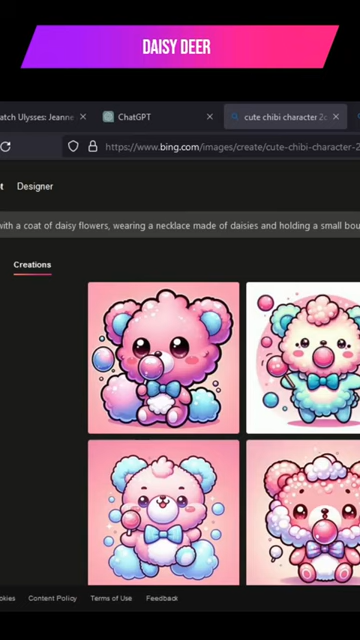 DAISY DEER
atch Ulysses: Jeanne
ChatGPT
cute chibi character 2
https://www.bing.com/images/create/cute-chibi-character-2
t Designer
with a coat of daisy flowers, wearing a necklace made of daisies and holding a small bou
Creations
okies Content Policy Terms of Use Feedback